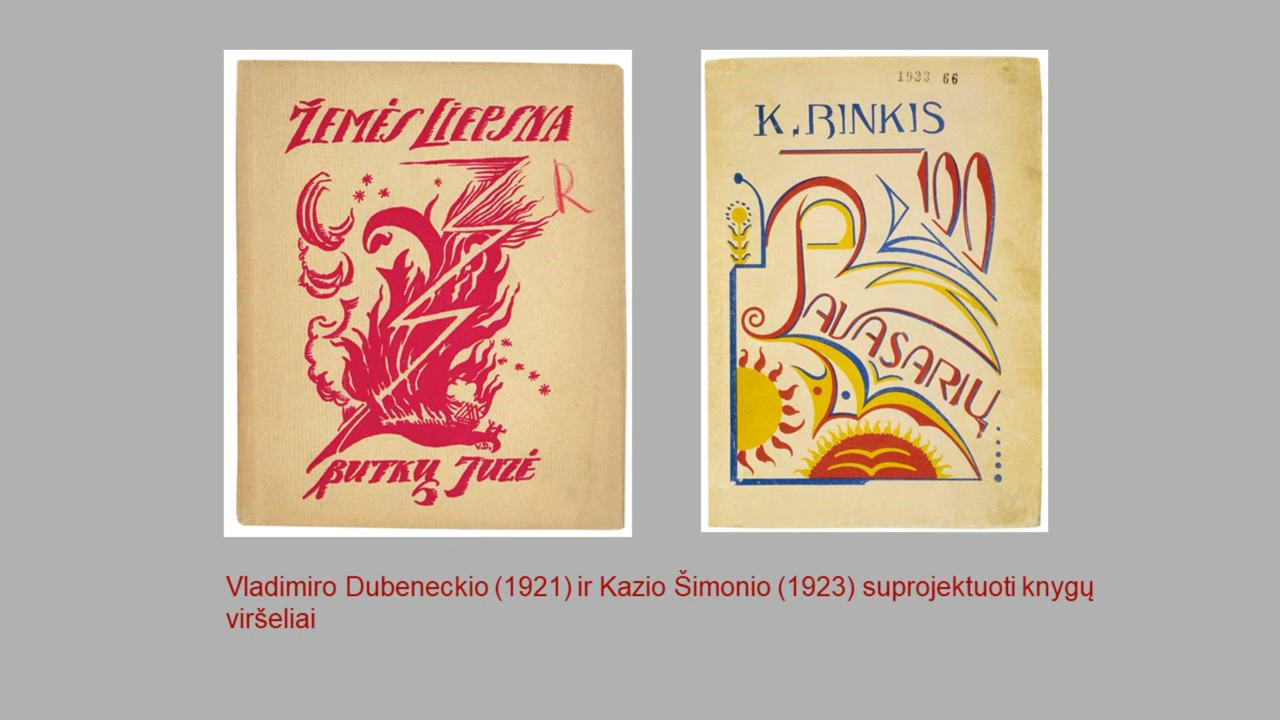 ŽEMĖS LIEPSNA
R
V.D.
BUTKŲ JUZĖ
1923 66
K. BINKIS
100
PAVASARIŲ
Vladimiro Dubeneckio (1921) ir Kazio Šimonio (1923) suprojektuoti knygų
viršeliai